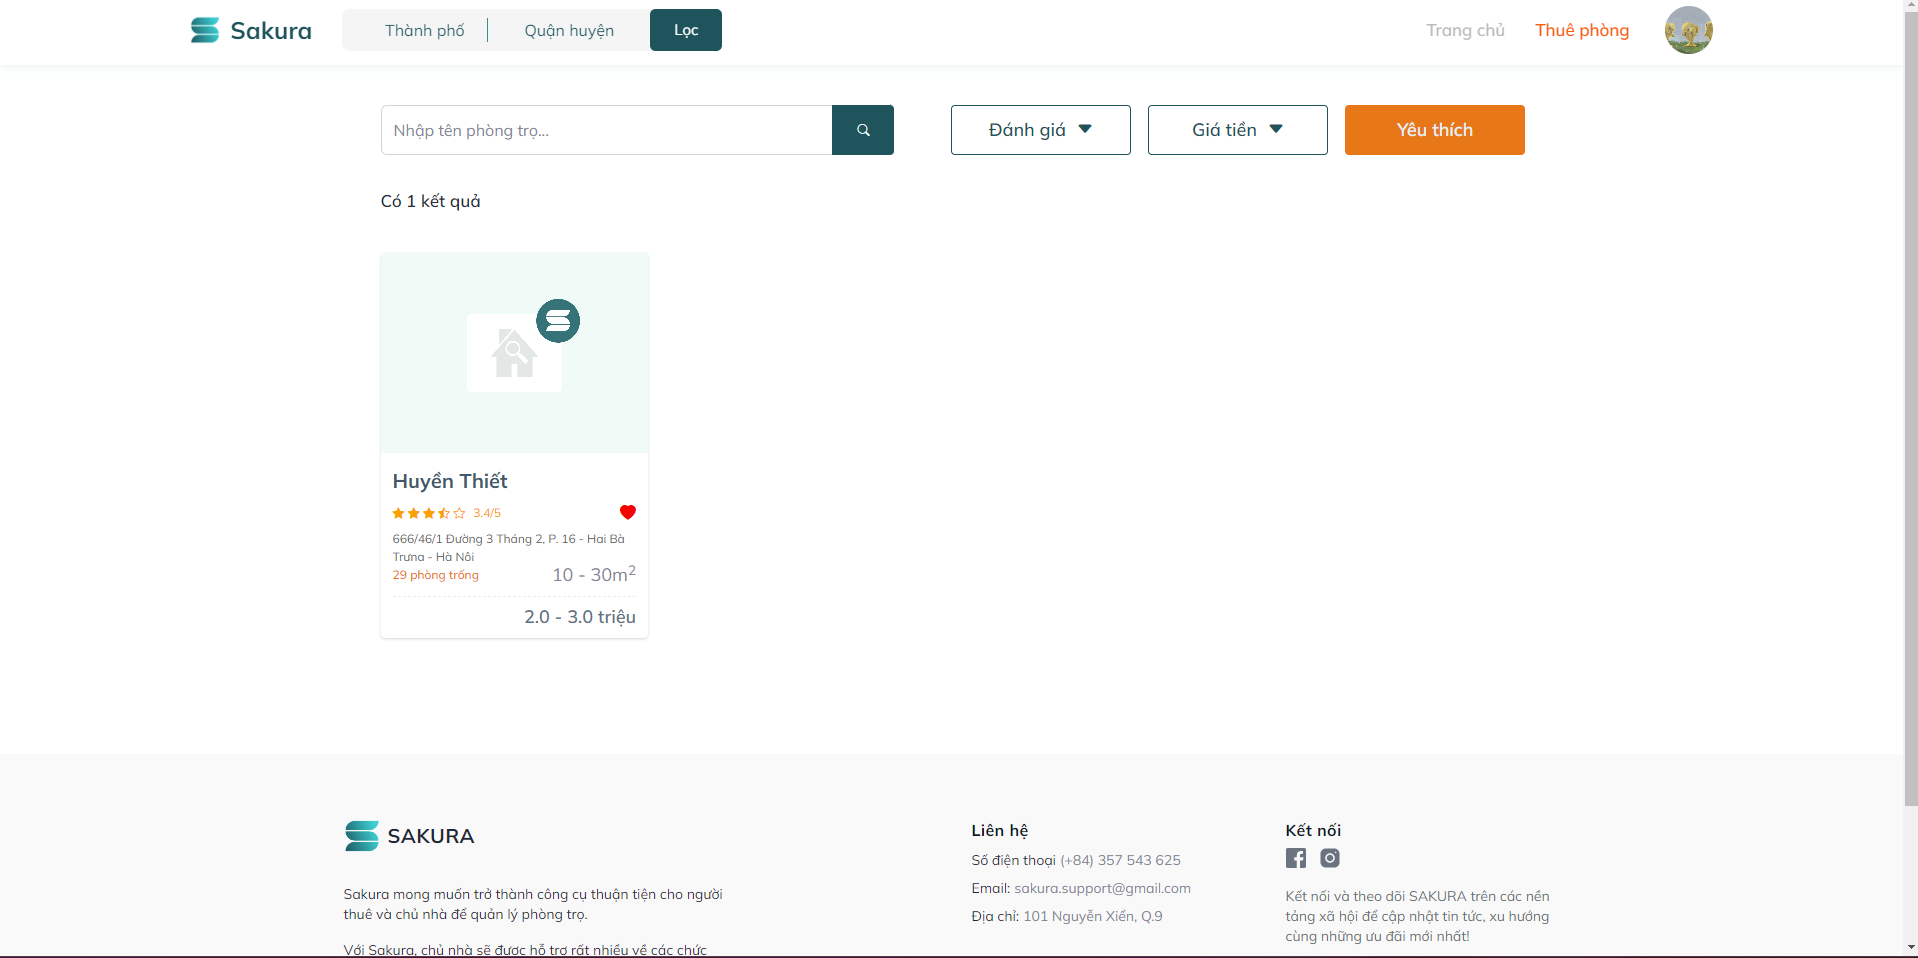 Sakura
Thành phố
Quận huyện
Lọc
Trang chủ
Thuê phòng
Nhập tên phòng trọ...
Đánh giá
Giá tiền
Yêu thích
Có 1 kết quả
Huyền Thiết
3.4/5
666/46/1 Đường 3 Tháng 2, P. 16 - Hai Bà
Trưng - Hà Nội
29 phòng trống
10 - 30m²
2.0 - 3.0 triệu
SAKURA
Sakura mong muốn trở thành công cụ thuận tiện cho người
thuê và chủ nhà để quản lý phòng trọ.
Với Sakura, chủ nhà sẽ được hỗ trợ rất nhiều về các chức
Liên hệ
Số điện thoại (+84) 357 543 625
Email: sakura.support@gmail.com
Địa chỉ: 101 Nguyễn Xiển, Q.9
Kết nối
Kết nối và theo dõi SAKURA trên các nền
tảng xã hội để cập nhật tin tức, xu hướng
cùng những ưu đãi mới nhất!